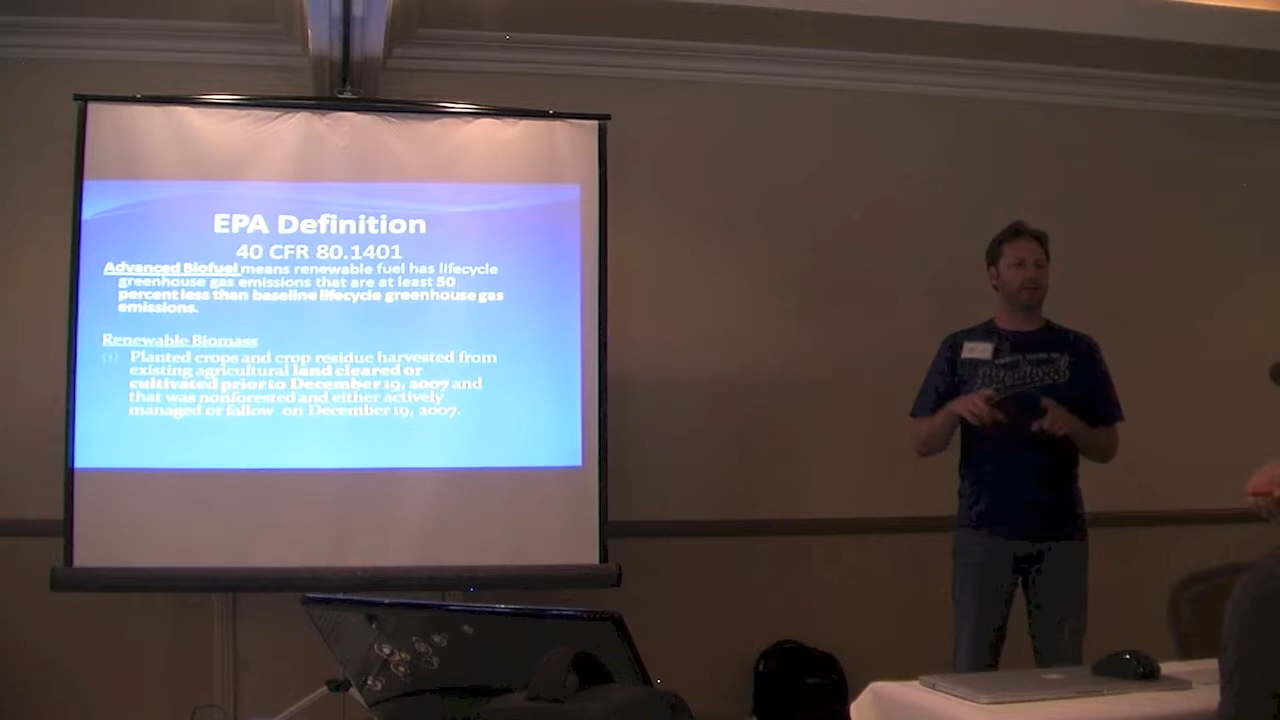 EPA Definition
40 CFR 80.1401
Advanced Biofuel means renewable fuel has lifecycle
greenhouse gas emissions that are at least 50
percent less than baseline lifecycle greenhouse gas
emissions.
Renewable Biomass
(1) Planted crops and crop residue harvested from
existing agricultural land cleared or
cultivated prior to December 19, 2007 and
that was nonforested and either actively
managed or fallow on December 19, 2007.